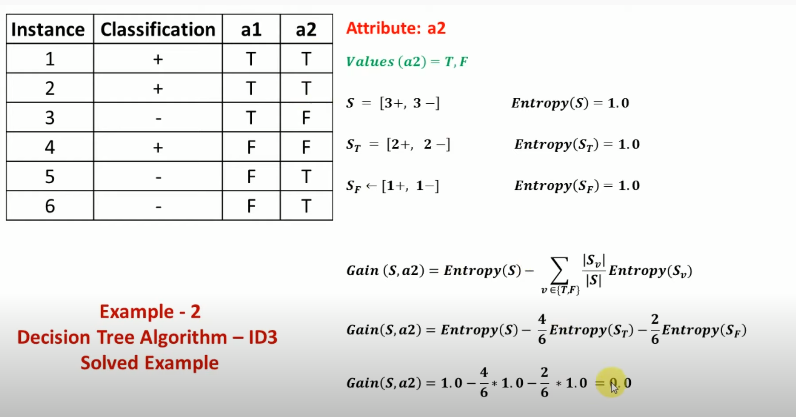 Instance Classification a1 a2
1 + T T
2 + T T
3 - T F
4 + F F
5 - F T
6 - F T
Example - 2
Decision Tree Algorithm – ID3
Solved Example
Attribute: a2
Values (a2) = T, F
S = [3+, 3 −] Entropy(S) = 1.0
S_T = [2+, 2 −] Entropy(S_T) = 1.0
S_F ← [1+, 1−] Entropy(S_F) = 1.0
Gain (S, a2) = Entropy(S) − ∑_{v ∈{T,F}} |S_v|/|S| Entropy(S_v)
Gain(S, a2) = Entropy(S) − 4/6 Entropy(S_T) − 2/6 Entropy(S_F)
Gain(S, a2) = 1.0 − 4/6 * 1.0 − 2/6 * 1.0 = 0.0